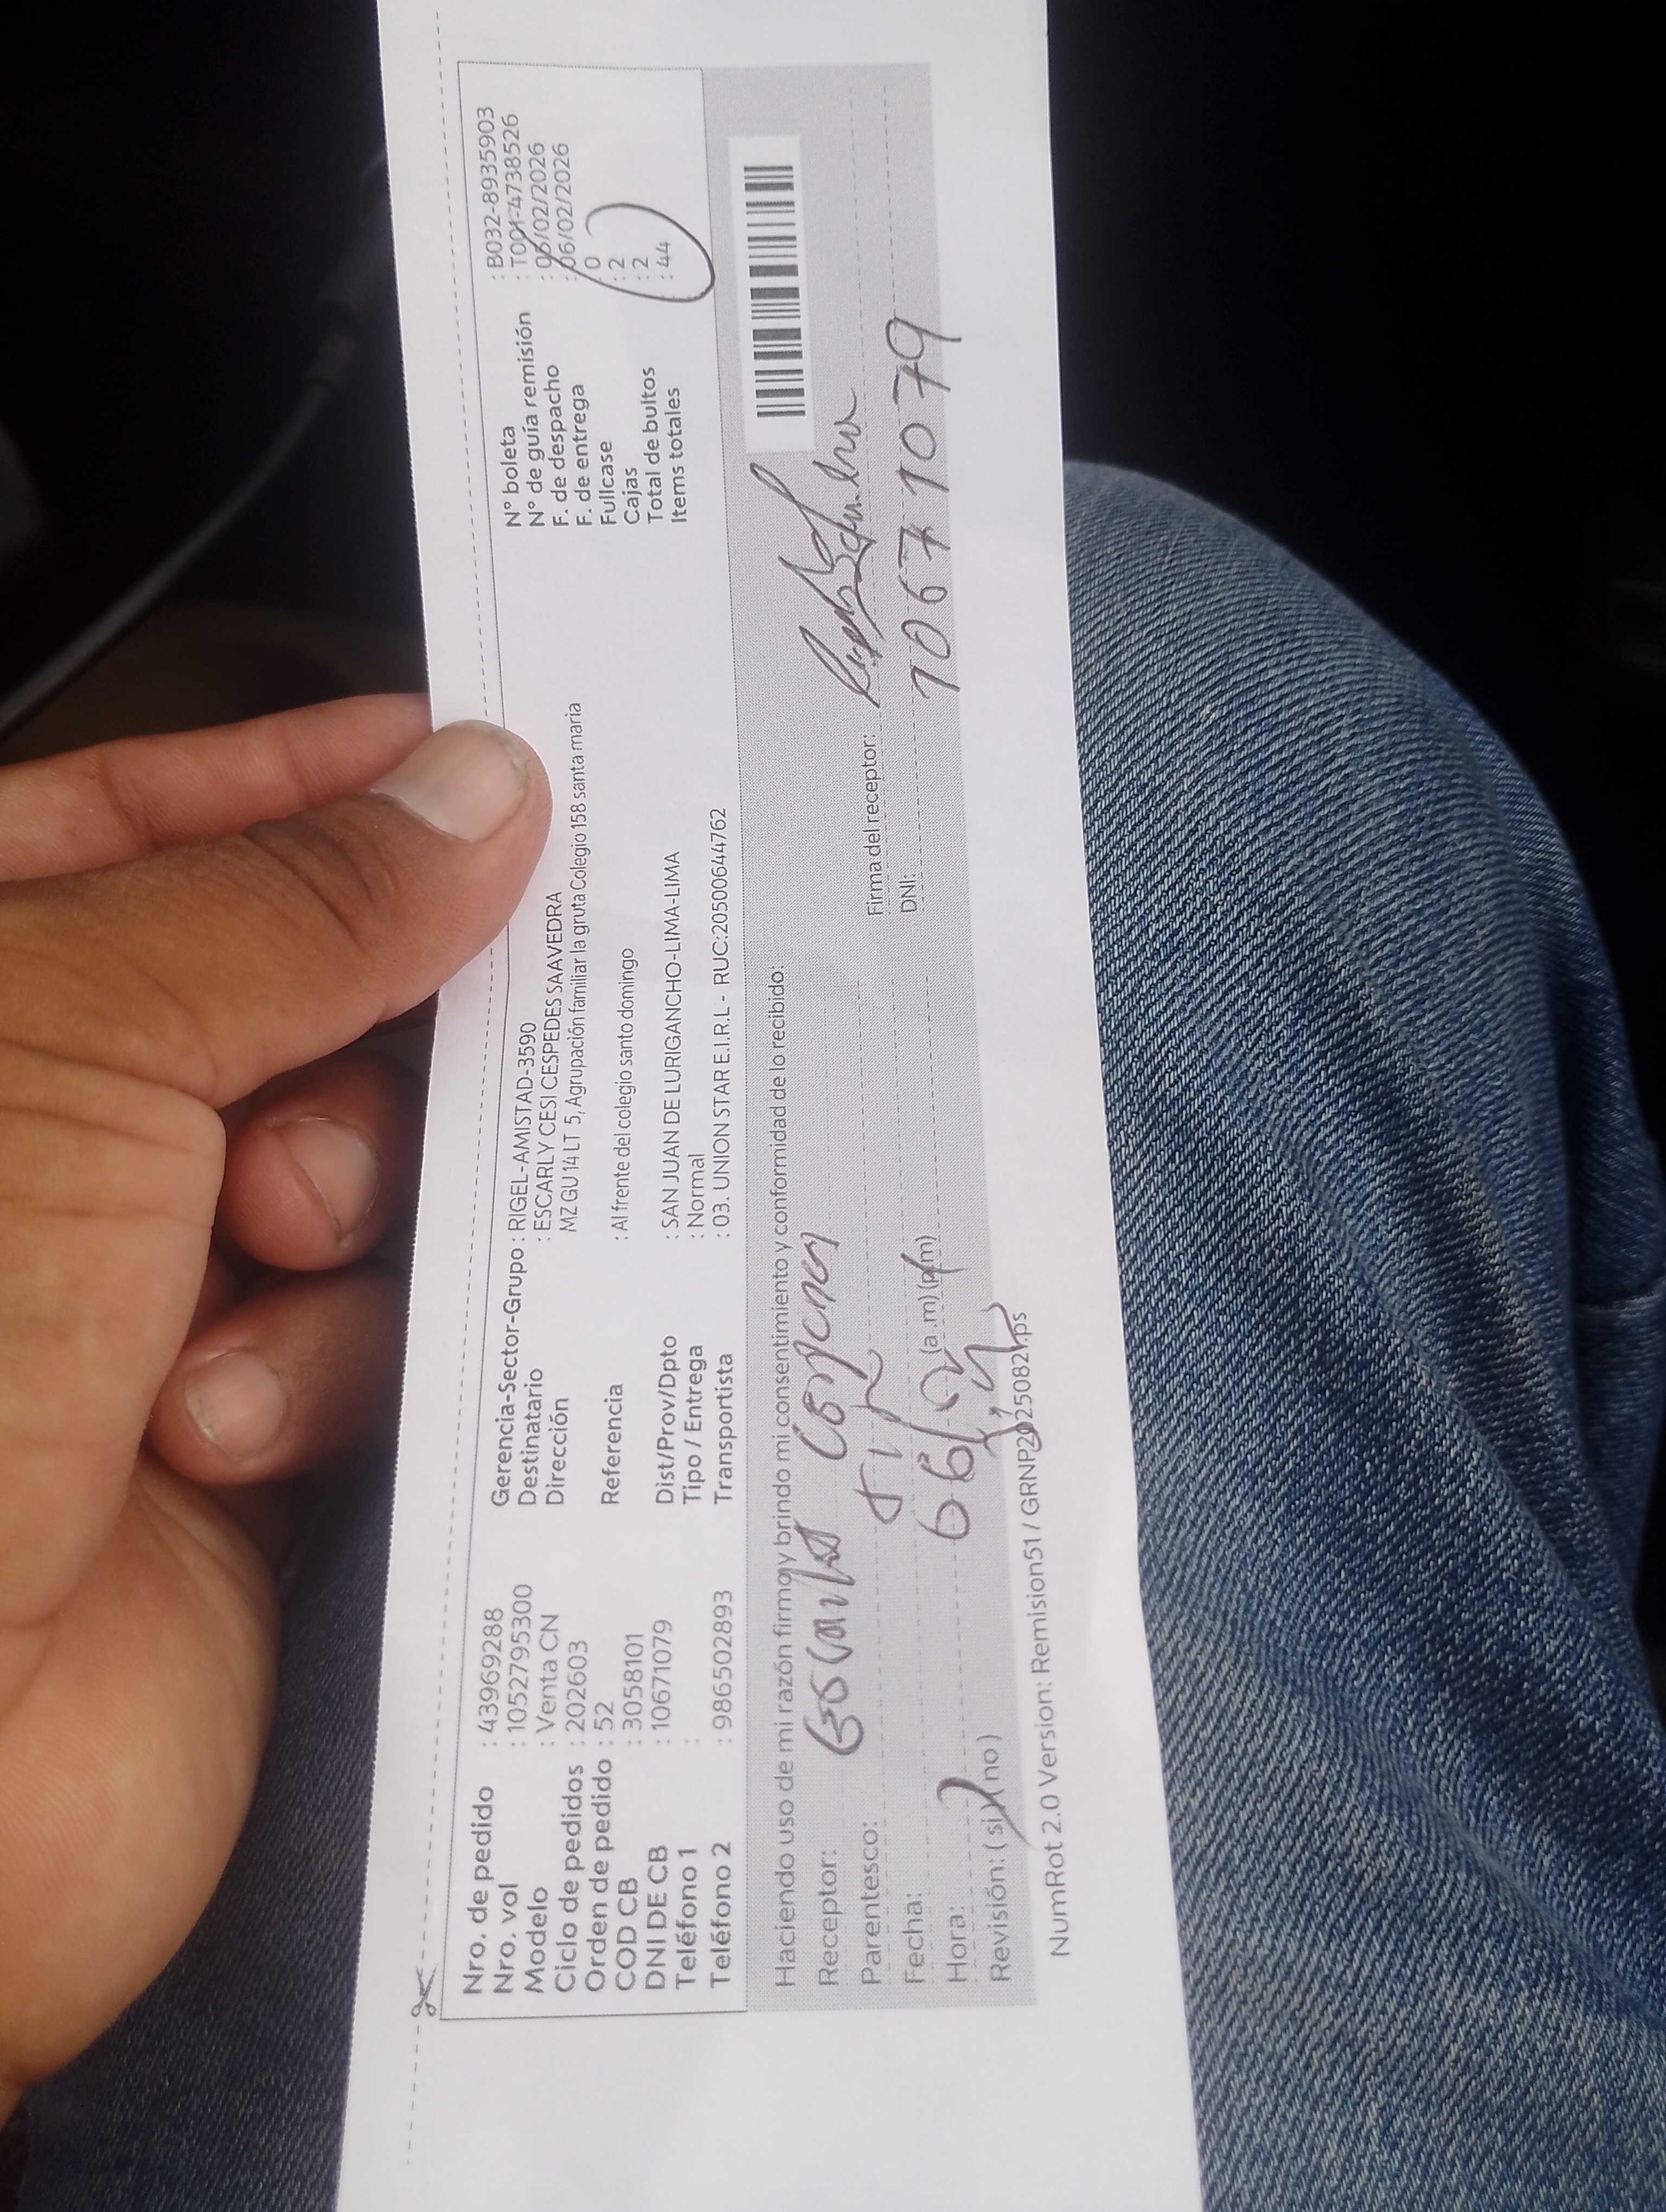 Nro. de pedido : 43969288
Nro. vol : 1052795300
Modelo : Venta CN
Ciclo de pedidos : 202603
Orden de pedido : 52
COD CB : 3058101
DNI DE CB : 10671079
Teléfono 1 :
Teléfono 2 : 986502893
Gerencia-Sector-Grupo : RIGEL-AMISTAD-3590
Destinatario : ESCARLY CESI CESPEDES SAAVEDRA
Dirección MZ GU 14 LT 5, Agrupación familiar la gruta Colegio 158 santa maria
Referencia : Al frente del colegio santo domingo
Dist/Prov/Dpto : SAN JUAN DE LURIGANCHO-LIMA-LIMA
Tipo / Entrega : Normal
Transportista : 03. UNION STAR E.I.R.L - RUC:20500644762
N° boleta : B032-8935903
N° de guía remisión : T001-4738526
F. de despacho : 06/02/2026
F. de entrega : 06/02/2026
Fullcase : 0
Cajas : 2
Total de bultos : 2
Items totales : 44
Haciendo uso de mi razón firmo y brindo mi consentimiento y conformidad de lo recibido:
Receptor:
Parentesco:
Fecha:
Hora: (a.m) (p.m)
Revisión: ( si ) ( no )
Firma del receptor:
DNI: 10671079
NumRot 2.0 Version: Remision51 / GRNP20250821.ps